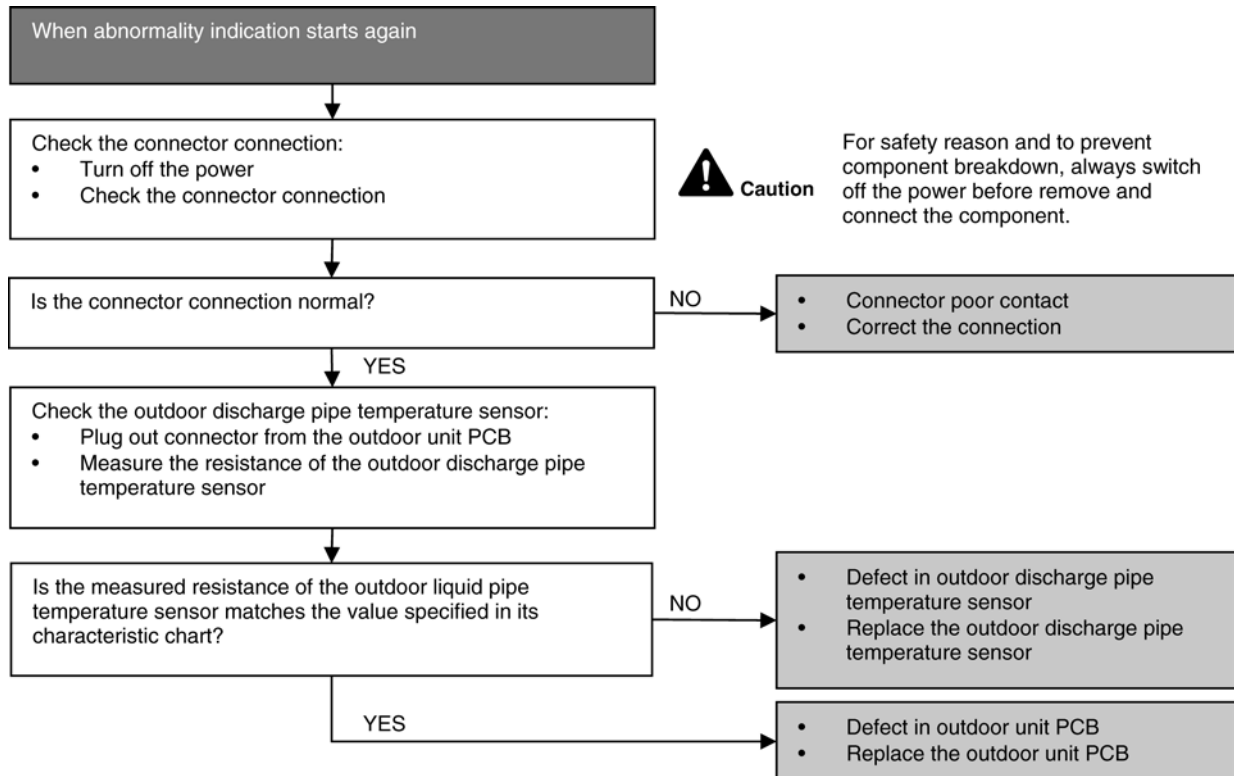 When abnormality indication starts again
Check the connector connection:
• Turn off the power
• Check the connector connection
Caution
For safety reason and to prevent
component breakdown, always switch
off the power before remove and
connect the component.
Is the connector connection normal?
NO
• Connector poor contact
• Correct the connection
YES
Check the outdoor discharge pipe temperature sensor:
• Plug out connector from the outdoor unit PCB
• Measure the resistance of the outdoor discharge pipe
temperature sensor
Is the measured resistance of the outdoor liquid pipe
temperature sensor matches the value specified in its
characteristic chart?
NO
• Defect in outdoor discharge pipe
temperature sensor
• Replace the outdoor discharge pipe
temperature sensor
YES
• Defect in outdoor unit PCB
• Replace the outdoor unit PCB